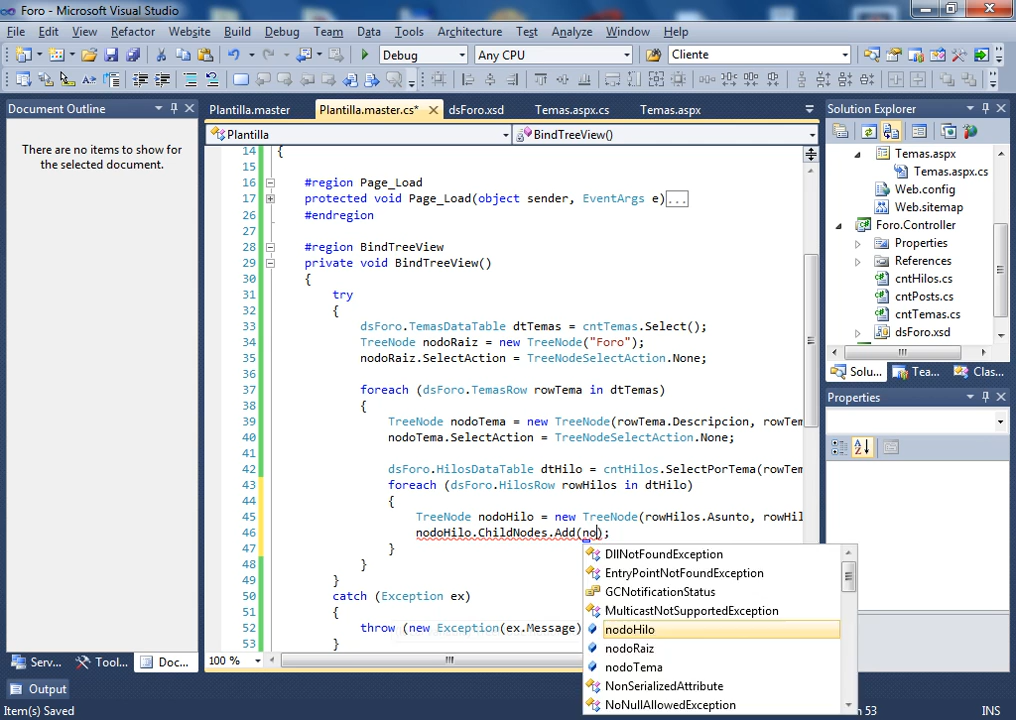 Foro - Microsoft Visual Studio
File Edit View Refactor Website Build Debug Team Data Tools Architecture Test Analyze Window Help
Debug Any CPU Cliente
Document Outline
There are no items to show for
the selected document.
Plantilla.master Plantilla.master.cs* dsForo.xsd Temas.aspx.cs Temas.aspx
Plantilla BindTreeView()
14 {
15
16 #region Page_Load
17 protected void Page_Load(object sender, EventArgs e)...
26 #endregion
27
28 #region BindTreeView
29 private void BindTreeView()
30 {
31 try
32 {
33 dsForo.TemasDataTable dtTemas = cntTemas.Select();
34 TreeNode nodoRaiz = new TreeNode("Foro");
35 nodoRaiz.SelectAction = TreeNodeSelectAction.None;
36
37 foreach (dsForo.TemasRow rowTema in dtTemas)
38 {
39 TreeNode nodoTema = new TreeNode(rowTema.Descripcion, rowTem
40 nodoTema.SelectAction = TreeNodeSelectAction.None;
41
42 dsForo.HilosDataTable dtHilo = cntHilos.SelectPorTema(rowTem
43 foreach (dsForo.HilosRow rowHilos in dtHilo)
44 {
45 TreeNode nodoHilo = new TreeNode(rowHilos.Asunto, rowHil
46 nodoHilo.ChildNodes.Add(no);
47 }
48 }
49 }
50 catch (Exception ex)
51 {
52 throw (new Exception(ex.Message)
53 }
DllNotFoundException
EntryPointNotFoundException
GCNotificationStatus
MulticastNotSupportedException
nodoHilo
nodoRaiz
nodoTema
NonSerializedAttribute
NoNullAllowedException
100 %
Solution Explorer
Temas.aspx
Temas.aspx.cs
Web.config
Web.sitemap
Foro.Controller
Properties
References
cntHilos.cs
cntPosts.cs
cntTemas.cs
dsForo.xsd
Solu... Tea... Clas...
Properties
Serv... Tool... Doc...
Output
Item(s) Saved
53
INS